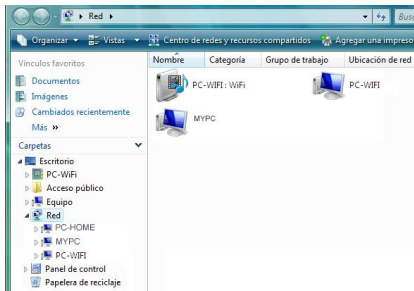 Red
Busc
Organizar Vistas Centro de redes y recursos compartidos Agregar una impreso
Vínculos favoritos
Documentos
Imágenes
Cambiados recientemente
Más »
Carpetas
Escritorio
PC-WiFi
Acceso público
Equipo
Red
PC-HOME
MYPC
PC-WIFI
Panel de control
Papelera de reciclaje
Nombre Categoría Grupo de trabajo Ubicación de red
PC-WIFI : WiFi
PC-WIFI
MYPC